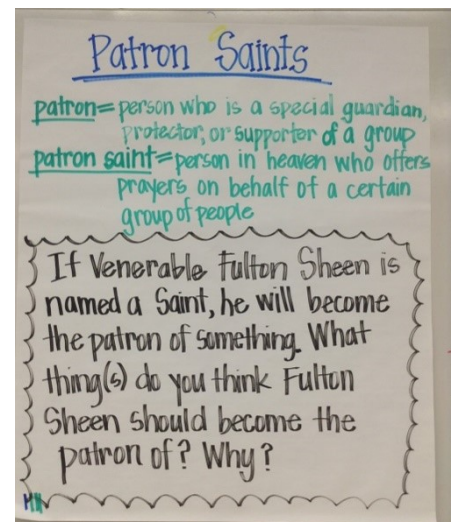 Patron Saints
patron=person who is a special guardian,
protector, or supporter of a group
patron saint=person in heaven who offers
prayers on behalf of a certain
group of people
If Venerable Fulton Sheen is
named a Saint, he will become
the patron of something. What
thing(s) do you think Fulton
Sheen should become the
patron of? Why?